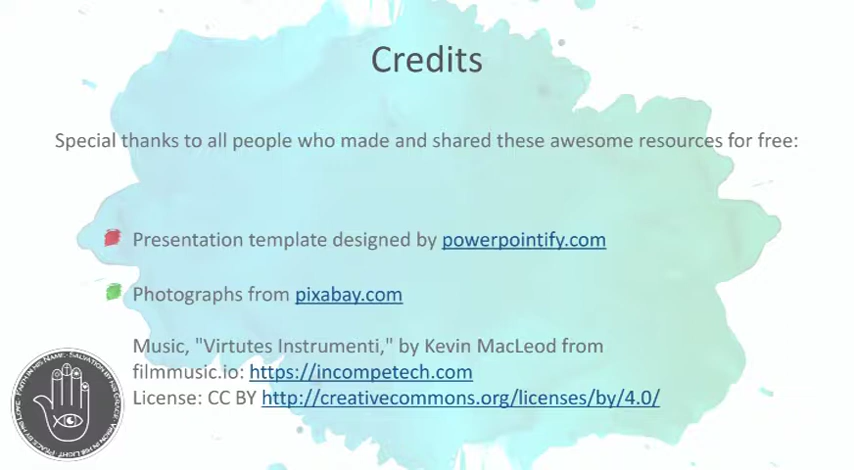 Credits
Special thanks to all people who made and shared these awesome resources for free:
Presentation template designed by powerpointify.com
Photographs from pixabay.com
Music, "Virtutes Instrumenti," by Kevin MacLeod from
filmmusic.io: https://incompetech.com
License: CC BY http://creativecommons.org/licenses/by/4.0/